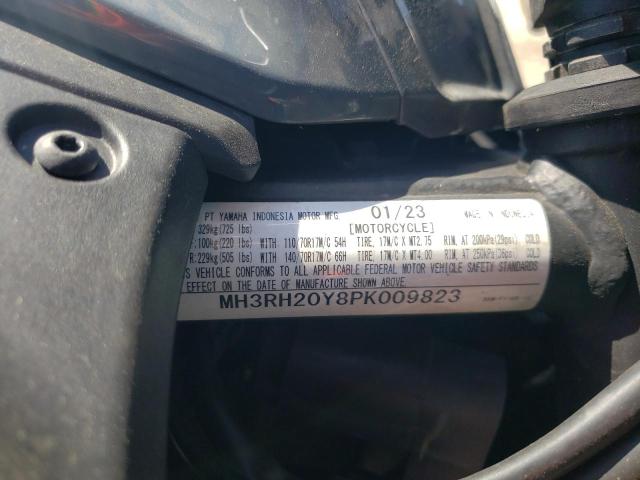 PT YAMAHA INDONESIA MOTOR MFG. 01/23 MADE IN INDONESIA
329kg(725 lbs) [MOTORCYCLE]
F:100kg(220 lbs) WITH 110/70R17M/C 54H TIRE, 17M/C X MT2.75 RIM, AT 200kPa(29psi) COLD
R:229kg(505 lbs) WITH 140/70R17M/C 66H TIRE, 17M/C X MT4.00 RIM, AT 250kPa(36psi) COLD
S VEHICLE CONFORMS TO ALL APPLICABLE FEDERAL MOTOR VEHICLE SAFETY STANDARDS
EFFECT ON THE DATE OF MANUFACTURE SHOWN ABOVE.
MH3RH20Y8PK009823